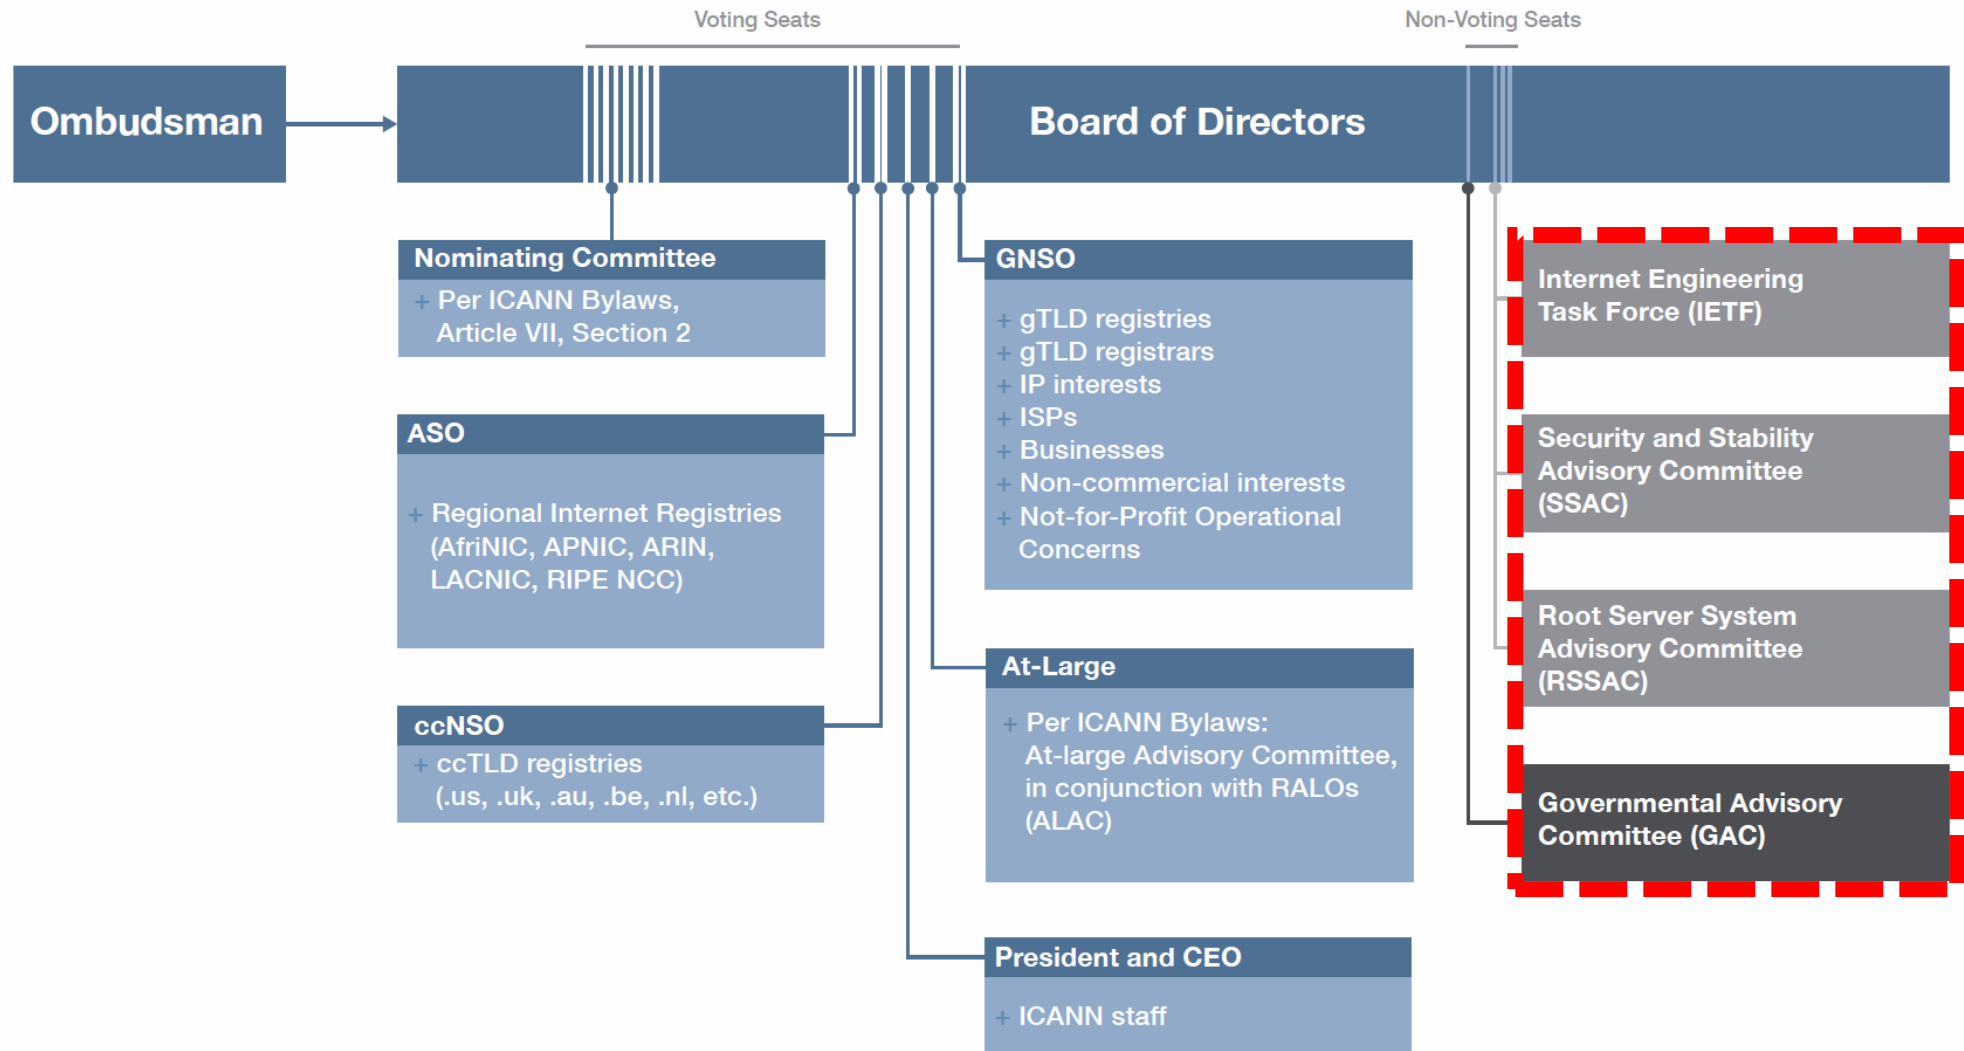 Voting Seats
Non-Voting Seats
Ombudsman
Board of Directors
Nominating Committee
+ Per ICANN Bylaws,
Article VII, Section 2
ASO
+ Regional Internet Registries
(AfriNIC, APNIC, ARIN,
LACNIC, RIPE NCC)
ccNSO
+ ccTLD registries
(.us, .uk, .au, .be, .nl, etc.)
GNSO
+ gTLD registries
+ gTLD registrars
+ IP interests
+ ISPs
+ Businesses
+ Non-commercial interests
+ Not-for-Profit Operational
Concerns
At-Large
+ Per ICANN Bylaws:
At-large Advisory Committee,
in conjunction with RALOs
(ALAC)
President and CEO
+ ICANN staff
Internet Engineering
Task Force (IETF)
Security and Stability
Advisory Committee
(SSAC)
Root Server System
Advisory Committee
(RSSAC)
Governmental Advisory
Committee (GAC)